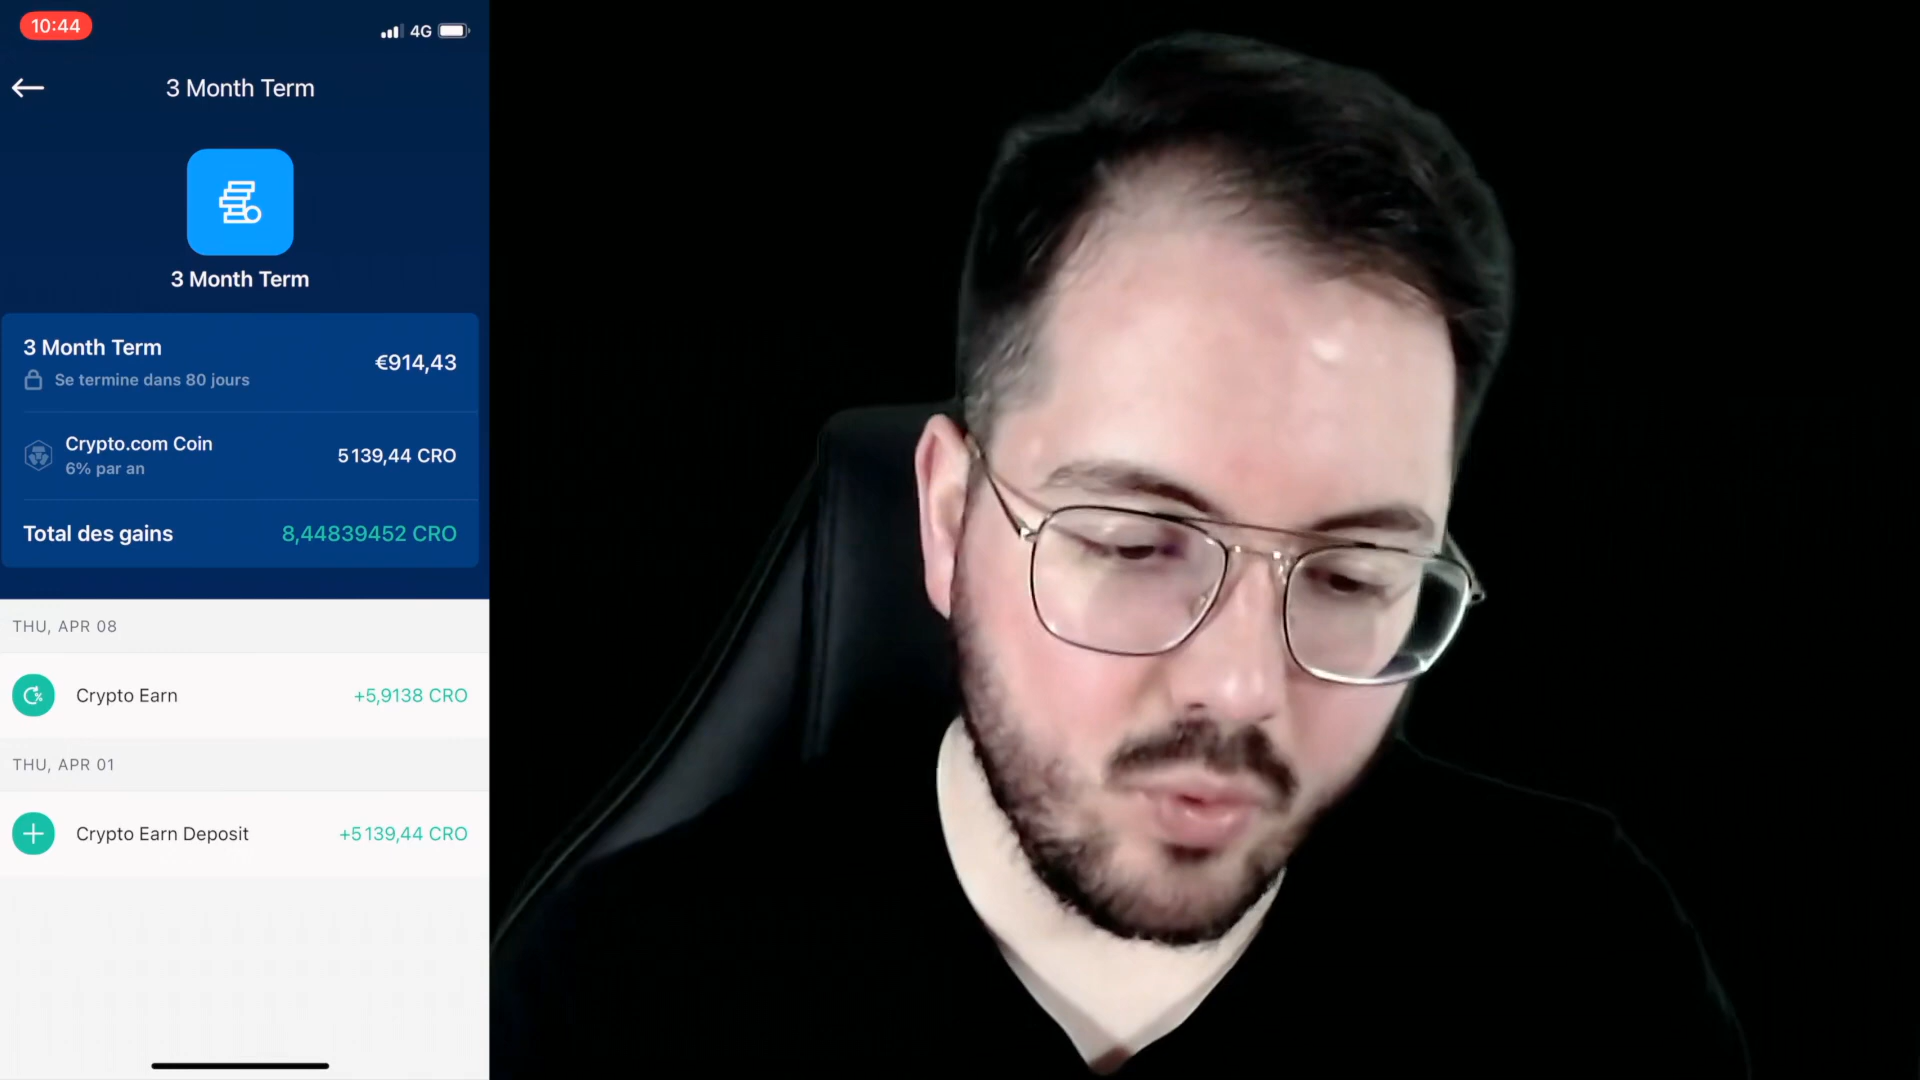 10:44
4G
3 Month Term
3 Month Term
3 Month Term
€914,43
Se termine dans 80 jours
Crypto.com Coin
5 139,44 CRO
6% par an
Total des gains
8,44839452 CRO
THU, APR 08
Crypto Earn
+5,9138 CRO
THU, APR 01
Crypto Earn Deposit
+5 139,44 CRO